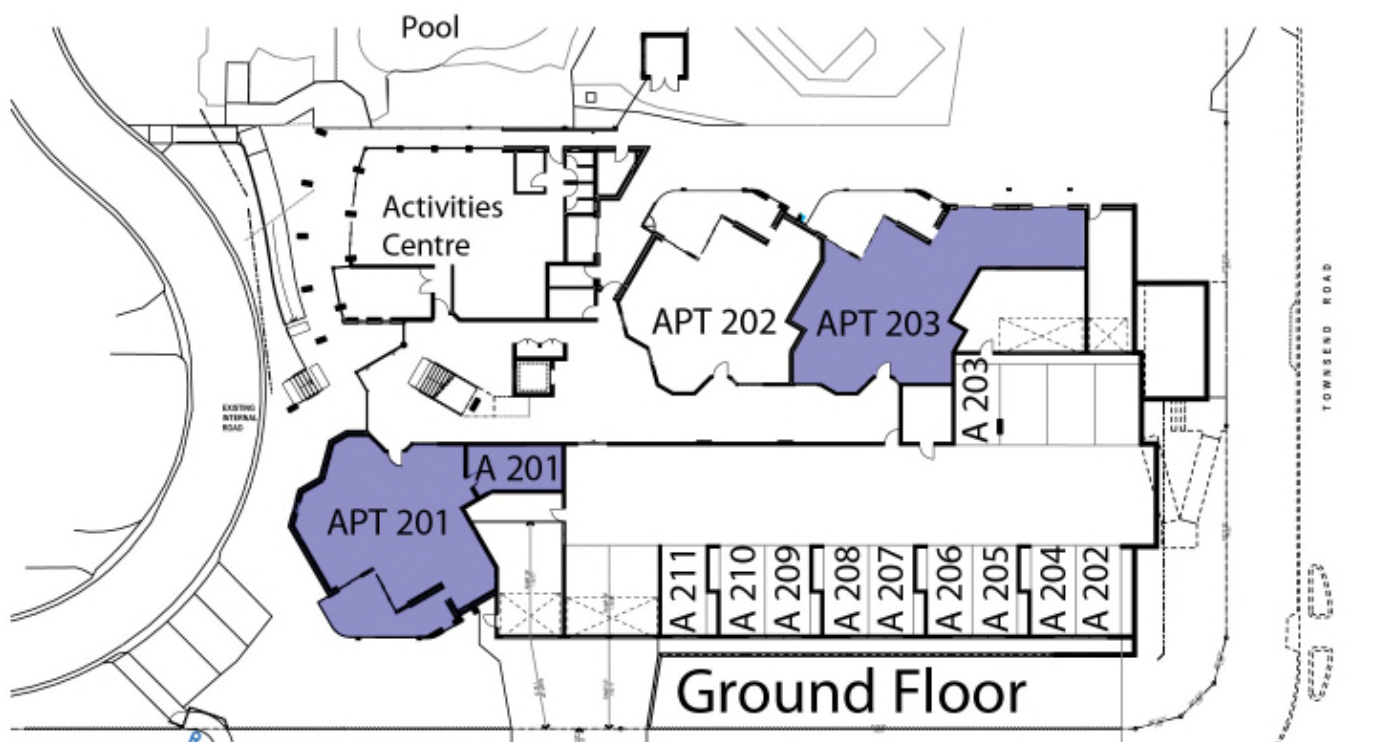 Pool
Activities
Centre
APT 202
APT 203
A 203
TOWNSEND ROAD
EXISTING
INTERNAL
ROAD
A 201
APT 201
A 211
A 210
A 209
A 208
A 207
A 206
A 205
A 204
A 202
Ground Floor